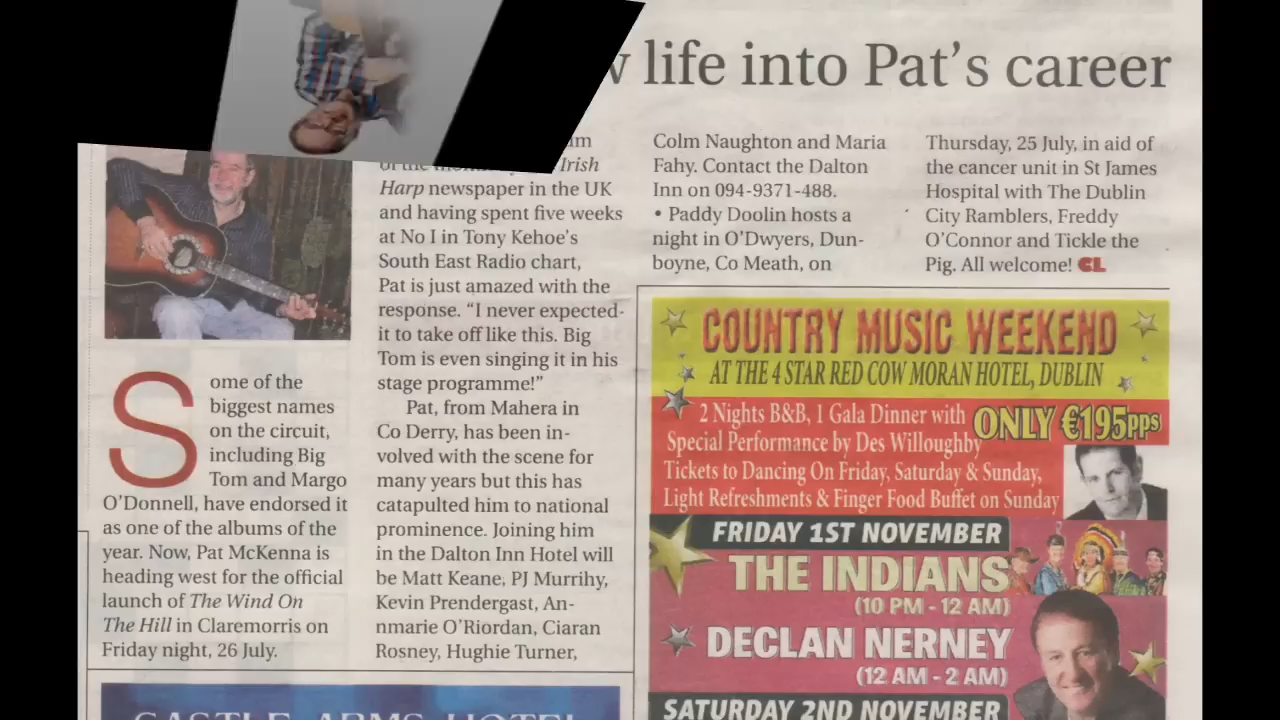 life into Pat's career
Some of the
biggest names
on the circuit,
including Big
Tom and Margo
O'Donnell, have endorsed it
as one of the albums of the
year. Now, Pat McKenna is
heading west for the official
launch of The Wind On
The Hill in Claremorris on
Friday night, 26 July.
Irish
Harp newspaper in the UK
and having spent five weeks
at No I in Tony Kehoe's
South East Radio chart,
Pat is just amazed with the
response. “I never expected-
it to take off like this. Big
Tom is even singing it in his
stage programme!”
Pat, from Mahera in
Co Derry, has been in-
volved with the scene for
many years but this has
catapulted him to national
prominence. Joining him
in the Dalton Inn Hotel will
be Matt Keane, PJ Murrihy,
Kevin Prendergast, An-
nmarie O'Riordan, Ciaran
Rosney, Hughie Turner,
Colm Naughton and Maria
Fahy. Contact the Dalton
Inn on 094-9371-488.
• Paddy Doolin hosts a
night in O'Dwyers, Dun-
boyne, Co Meath, on
Thursday, 25 July, in aid of
the cancer unit in St James
Hospital with The Dublin
City Ramblers, Freddy
O'Connor and Tickle the
Pig. All welcome! CL
COUNTRY MUSIC WEEKEND
AT THE 4 STAR RED COW MORAN HOTEL, DUBLIN
2 Nights B&B, 1 Gala Dinner with
Special Performance by Des Willoughby
ONLY €195pps
Tickets to Dancing On Friday, Saturday & Sunday,
Light Refreshments & Finger Food Buffet on Sunday
FRIDAY 1ST NOVEMBER
THE INDIANS
(10 PM - 12 AM)
DECLAN NERNEY
(12 AM - 2 AM)
SATURDAY 2ND NOVEMBER
CASTLE ARMS HOTEL